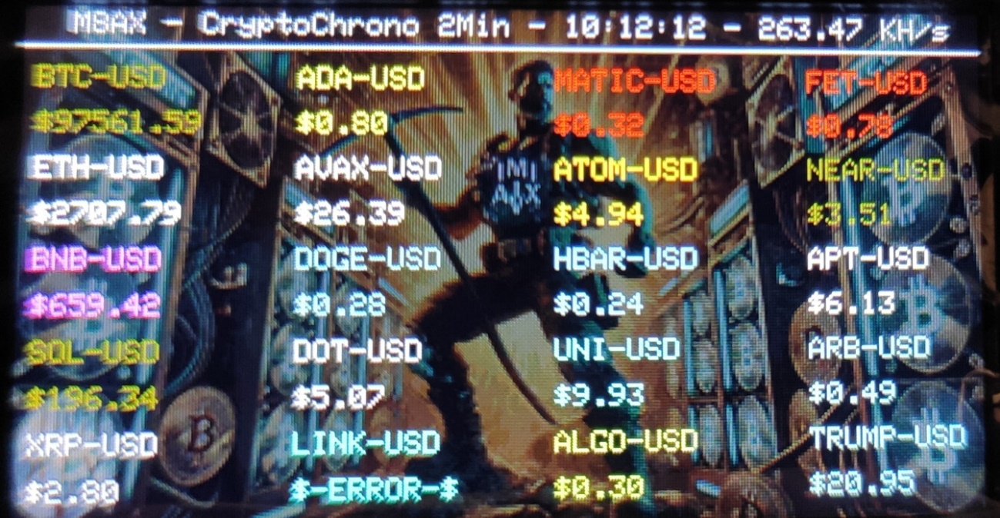 MSAX - CryptoChrono 2Min - 10:12:12 - 263.47 KH/s
BTC-USD ADA-USD MATIC-USD FET-USD
$97561.59 $0.80 $0.32 $0.78
ETH-USD AVAX-USD ATOM-USD NEAR-USD
$2707.79 $26.39 $4.94 $3.51
BNB-USD DOGE-USD HBAR-USD APT-USD
$659.42 $0.28 $0.24 $6.13
SOL-USD DOT-USD UNI-USD ARB-USD
$196.34 $5.07 $9.93 $0.49
XRP-USD LINK-USD ALGO-USD TRUMP-USD
$2.80 $-ERROR-$ $0.30 $20.95